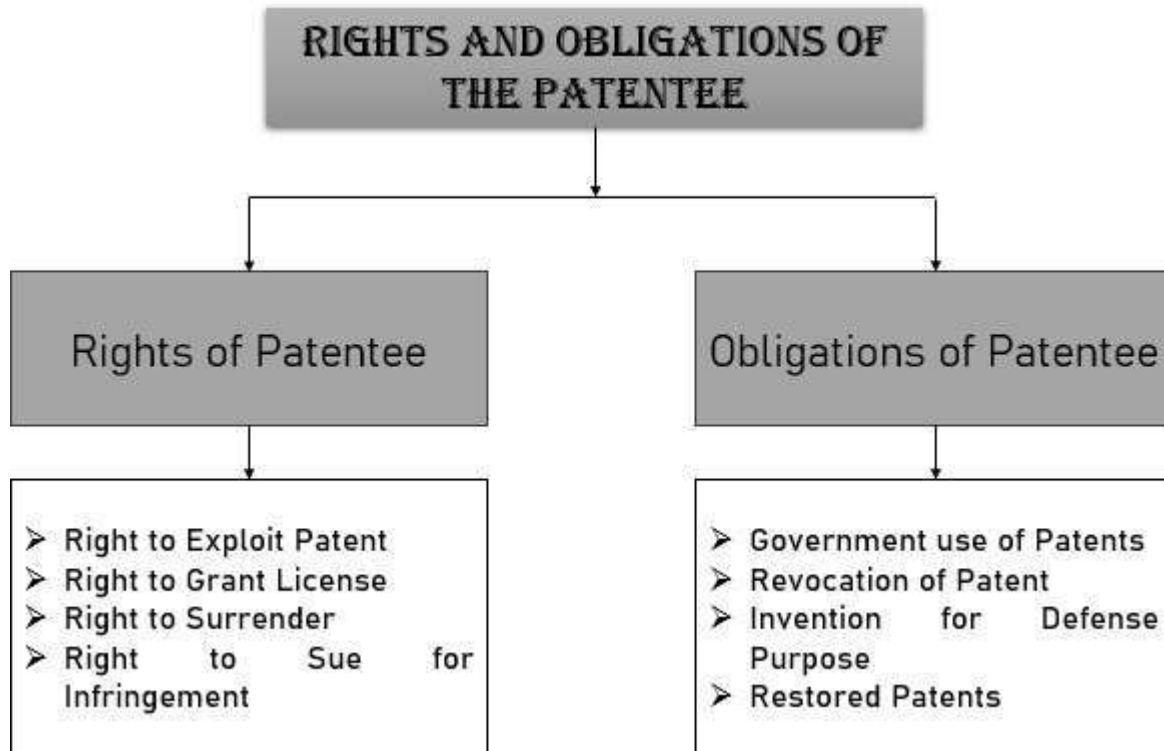 RIGHTS AND OBLIGATIONS OF
THE PATENTEE
Rights of Patentee
Obligations of Patentee
➢ Right to Exploit Patent
➢ Right to Grant License
➢ Right to Surrender
➢ Right to Sue for
Infringement
➢ Government use of Patents
➢ Revocation of Patent
➢ Invention for Defense
Purpose
➢ Restored Patents